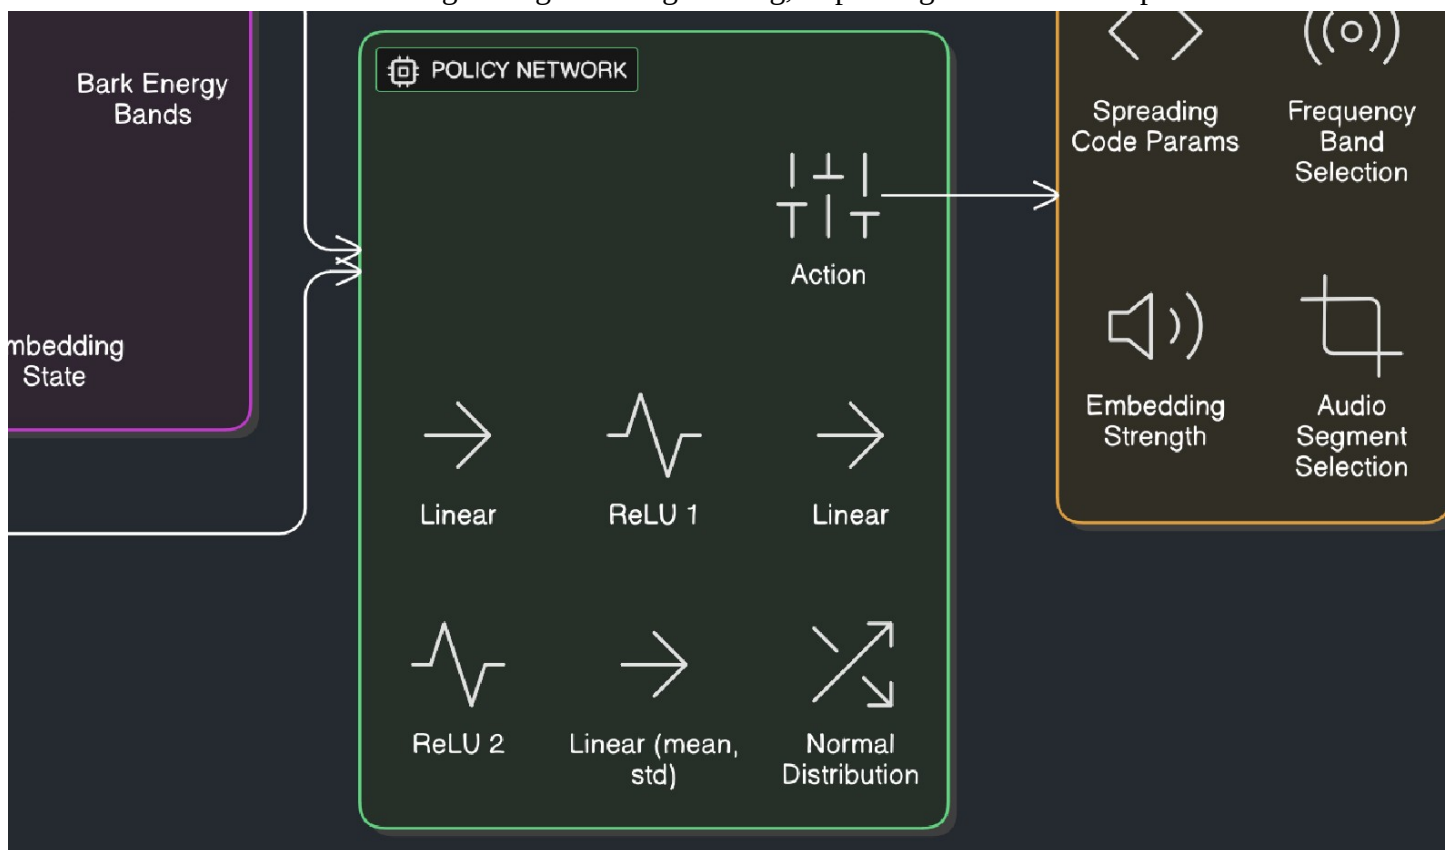 Bark Energy
Bands
State
POLICY NETWORK
Action
Linear
ReLU 1
Linear
ReLU 2
Linear (mean,
std)
Normal
Distribution
Spreading
Code Params
Frequency
Band
Selection
Embedding
Strength
Audio
Segment
Selection